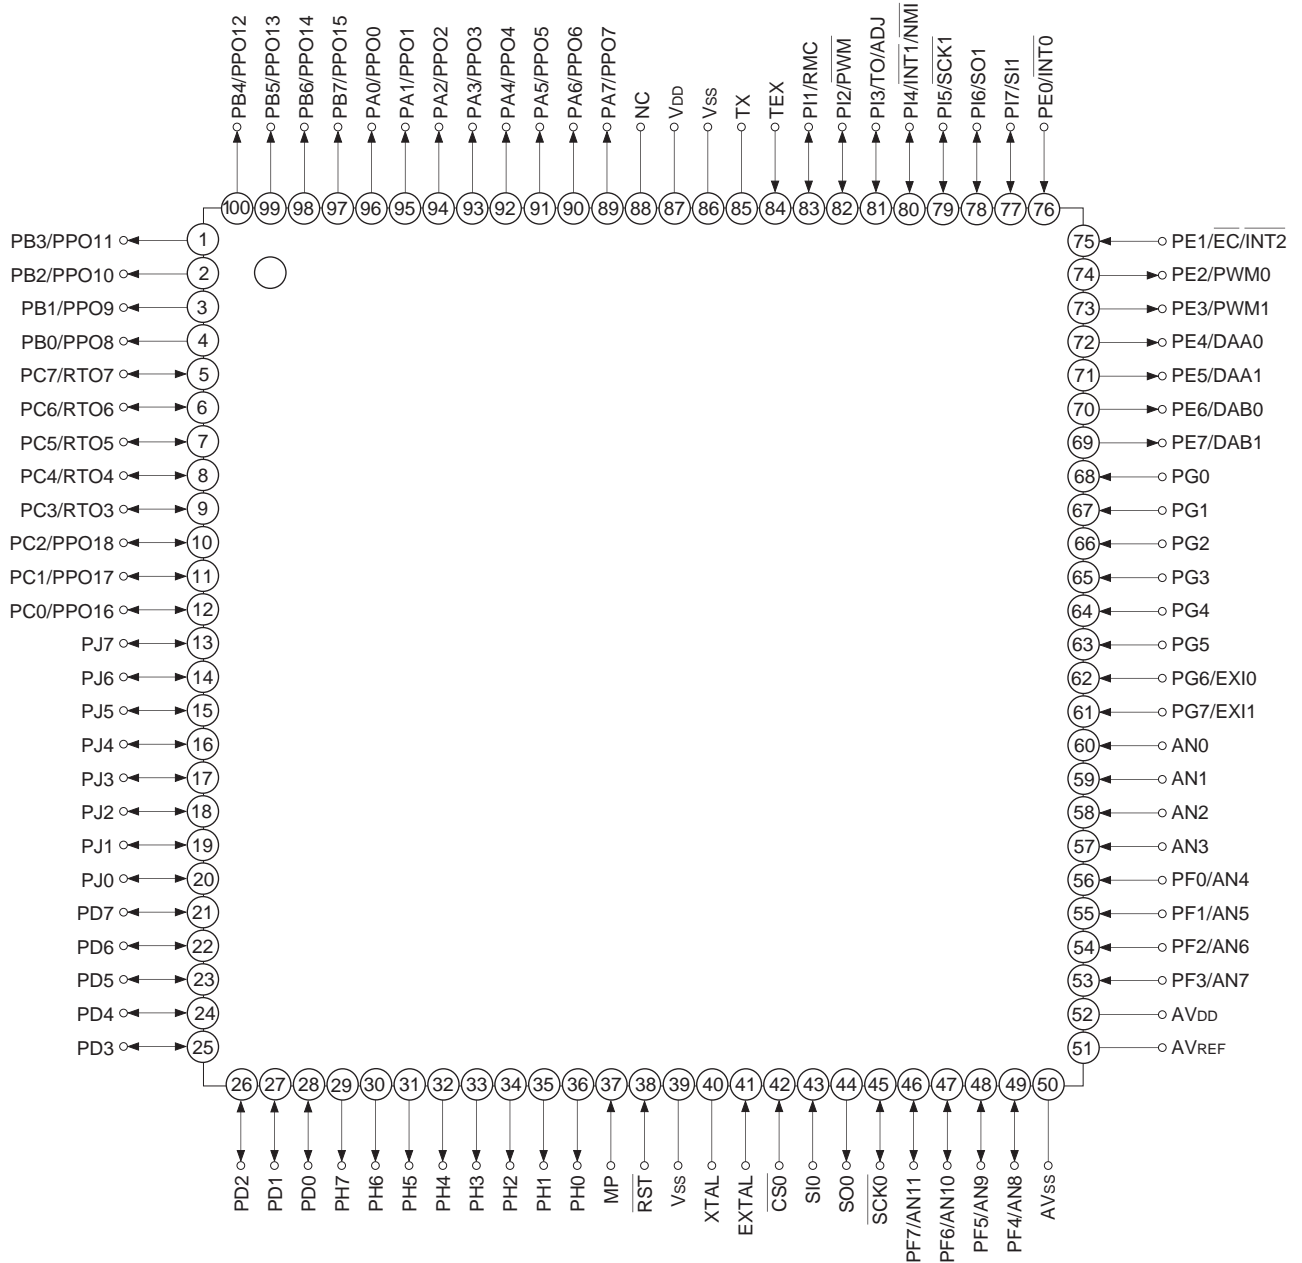 PB4/PPO12
PB5/PPO13
PB6/PPO14
PB7/PPO15
PA0/PPO0
PA1/PPO1
PA2/PPO2
PA3/PPO3
PA4/PPO4
PA5/PPO5
PA6/PPO6
PA7/PPO7
NC
VDD
VSS
TX
TEX
PI1/RMC
PI2/PWM
PI3/TO/ADJ
PI4/INT1/NMI
PI5/SCK1
PI6/SO1
PI7/SI1
PE0/INT0
100 99 98 97 96 95 94 93 92 91 90 89 88 87 86 85 84 83 82 81 80 79 78 77 76
PB3/PPO11 1
PB2/PPO10 2
PB1/PPO9 3
PB0/PPO8 4
PC7/RTO7 5
PC6/RTO6 6
PC5/RTO5 7
PC4/RTO4 8
PC3/RTO3 9
PC2/PPO18 10
PC1/PPO17 11
PC0/PPO16 12
PJ7 13
PJ6 14
PJ5 15
PJ4 16
PJ3 17
PJ2 18
PJ1 19
PJ0 20
PD7 21
PD6 22
PD5 23
PD4 24
PD3 25
75 PE1/EC/INT2
74 PE2/PWM0
73 PE3/PWM1
72 PE4/DAA0
71 PE5/DAA1
70 PE6/DAB0
69 PE7/DAB1
68 PG0
67 PG1
66 PG2
65 PG3
64 PG4
63 PG5
62 PG6/EXI0
61 PG7/EXI1
60 AN0
59 AN1
58 AN2
57 AN3
56 PF0/AN4
55 PF1/AN5
54 PF2/AN6
53 PF3/AN7
52 AVDD
51 AVREF
26 27 28 29 30 31 32 33 34 35 36 37 38 39 40 41 42 43 44 45 46 47 48 49 50
PD2
PD1
PD0
PH7
PH6
PH5
PH4
PH3
PH2
PH1
PH0
MP
RST
VSS
XTAL
EXTAL
CS0
SI0
SO0
SCK0
PF7/AN11
PF6/AN10
PF5/AN9
PF4/AN8
AVSS